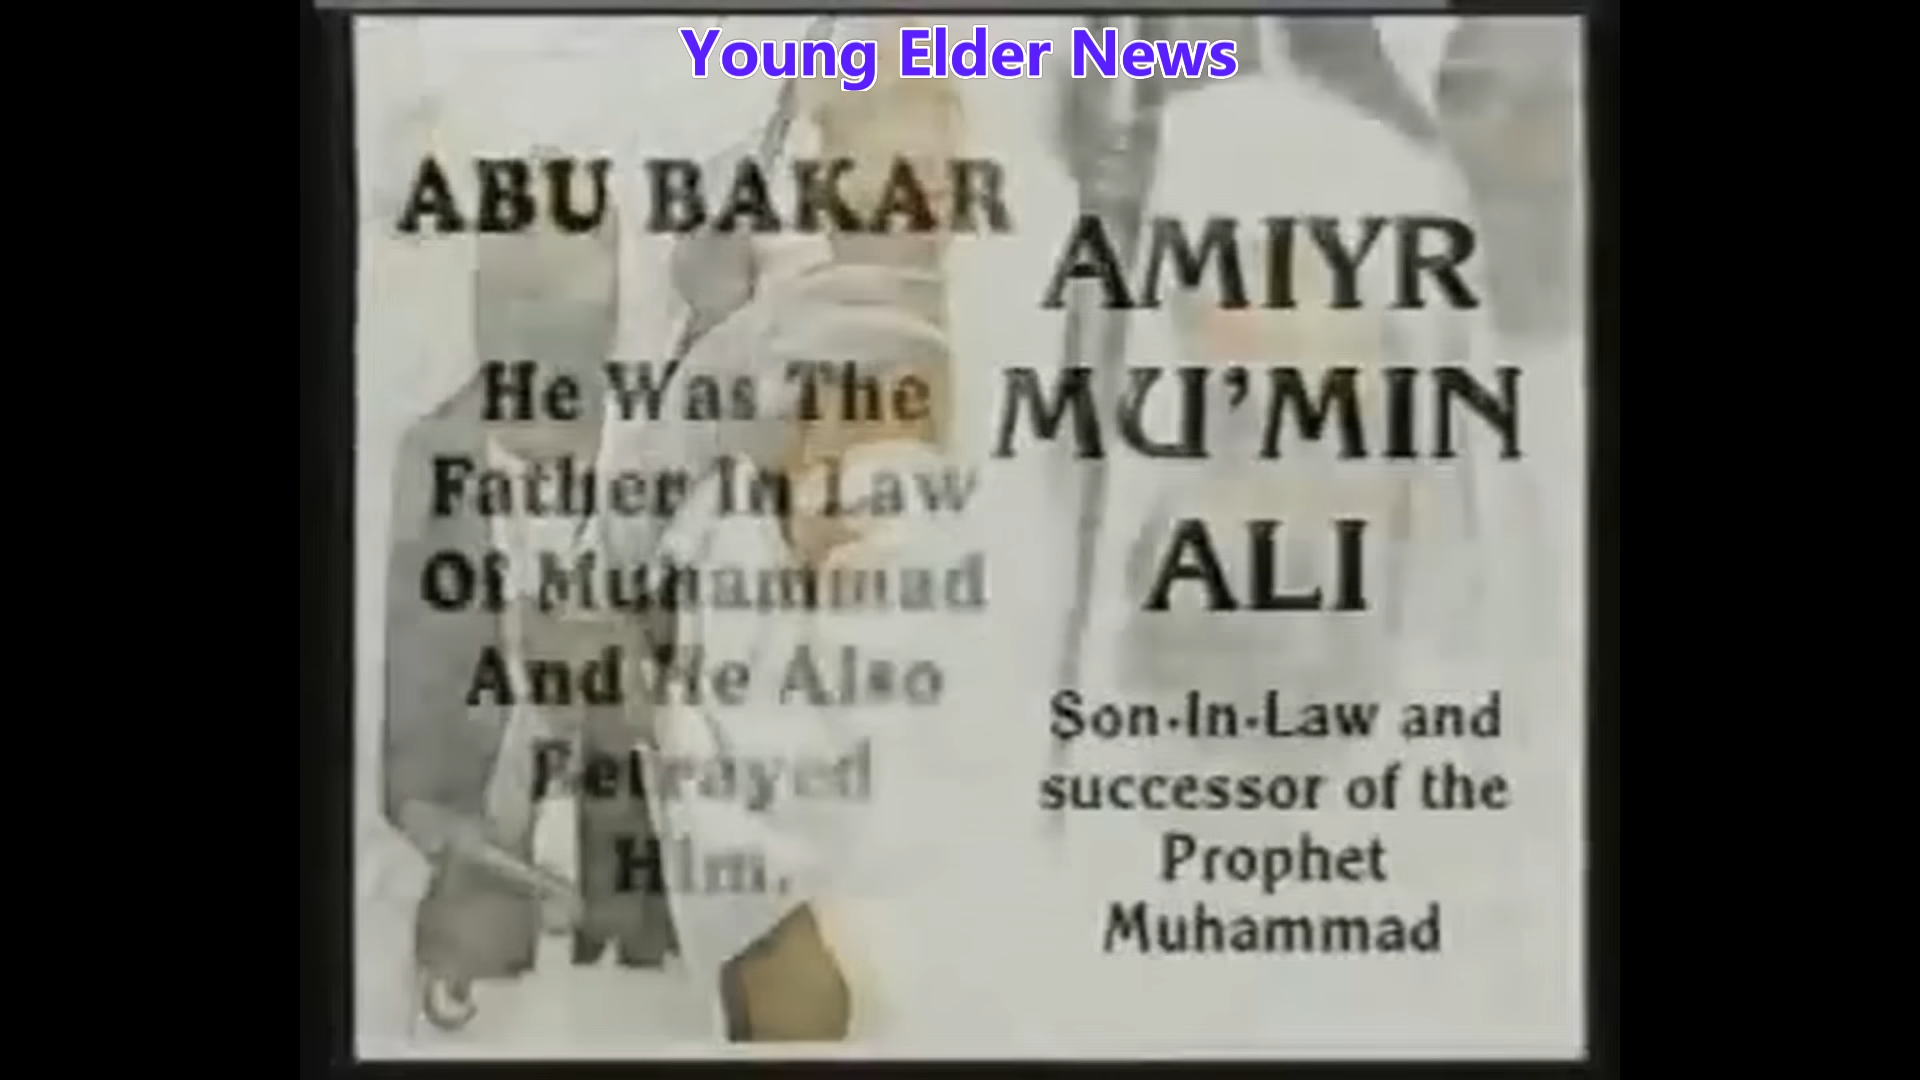 Young Elder News
ABU BAKAR
He Was The
Father In Law
Of Muhammad
And He Also
Betrayed
Him.
AMIYR
MU'MIN
ALI
Son-In-Law and
successor of the
Prophet
Muhammad